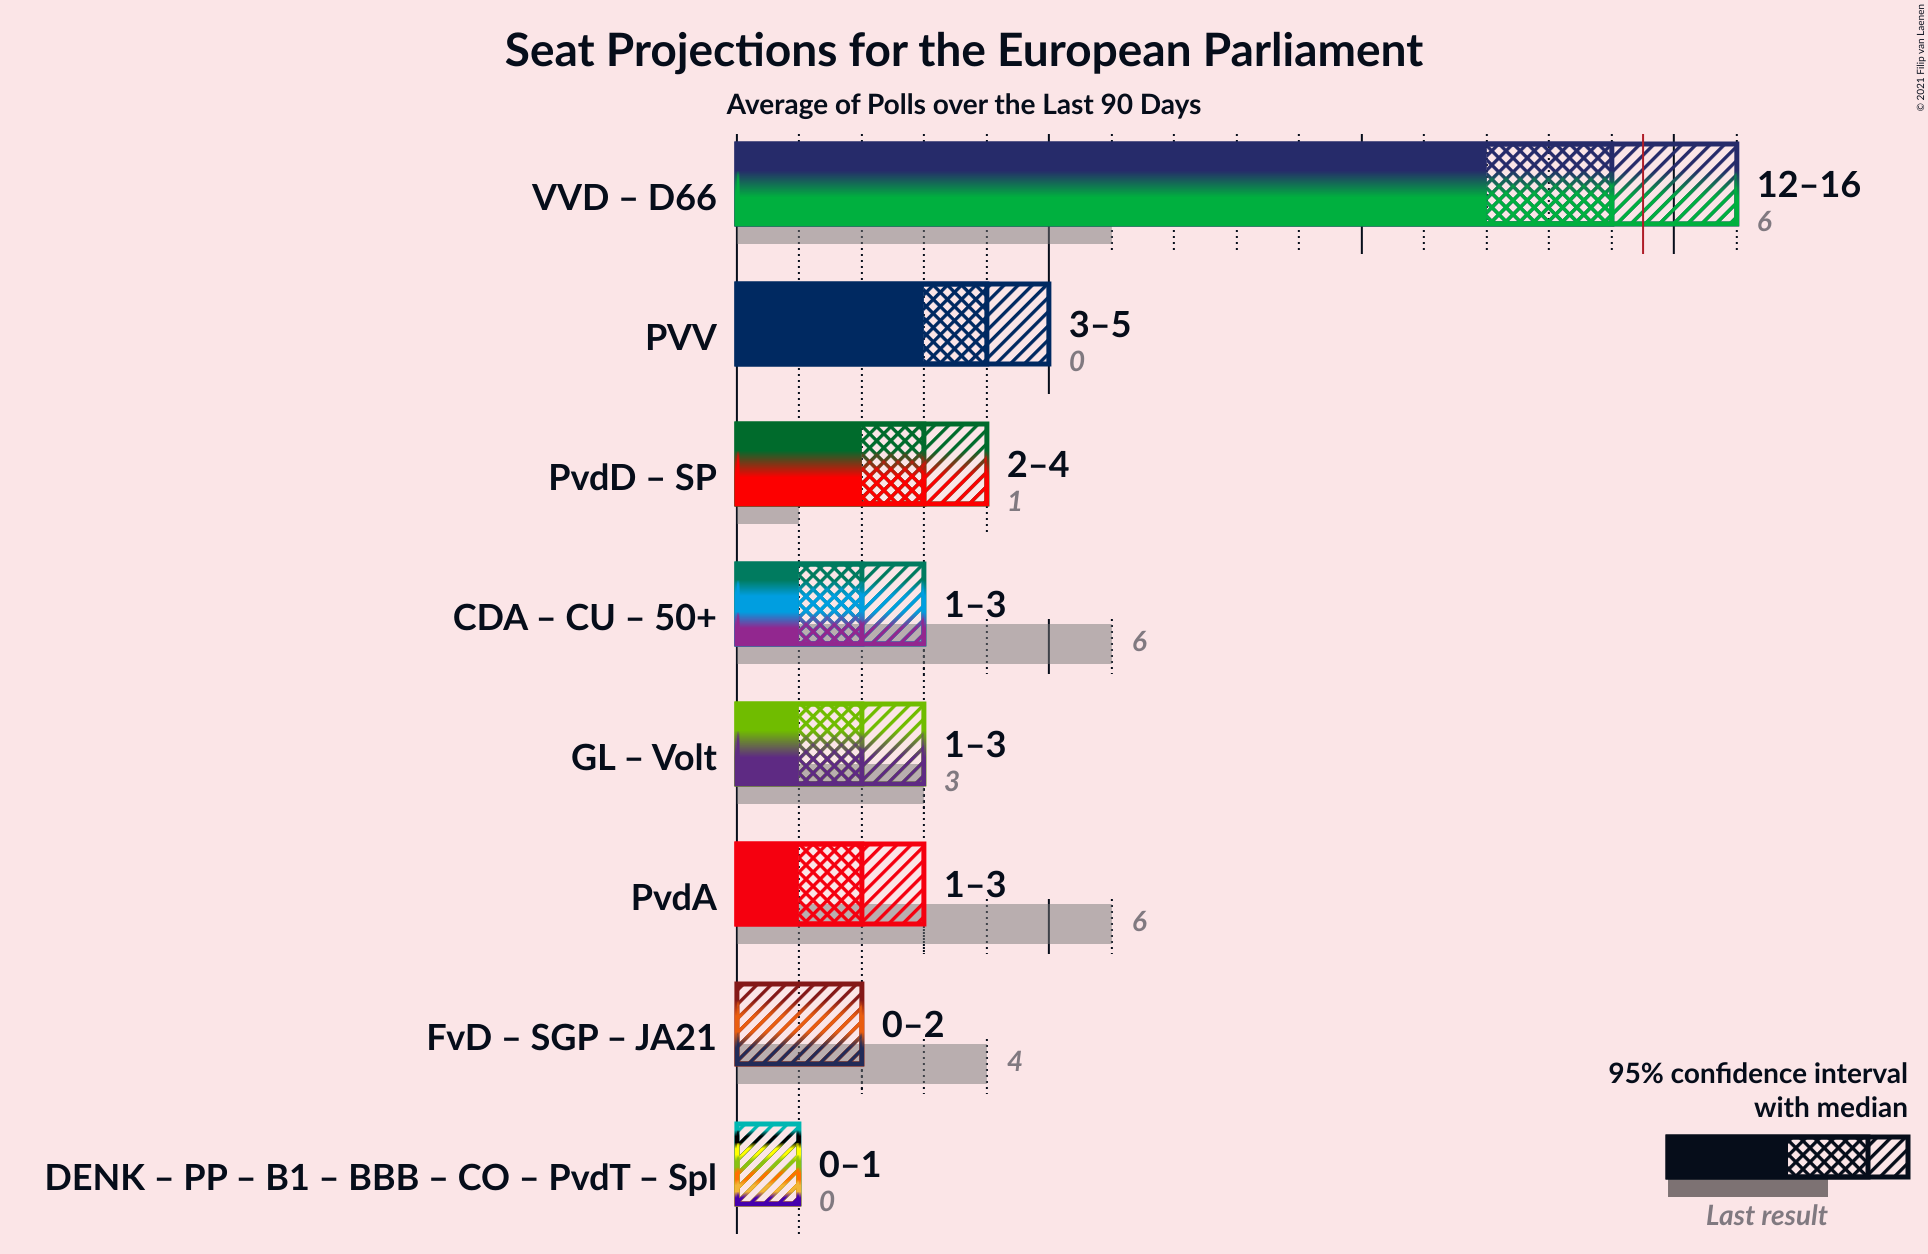 Seat Projections for the European Parliament
Average of Polls over the Last 90 Days
© 2021 Filip van Laenen
VVD – D66
12–16
6
PVV
3–5
0
PvdD – SP
2–4
1
CDA – CU – 50+
1–3
6
GL – Volt
1–3
3
PvdA
1–3
6
FvD – SGP – JA21
0–2
4
DENK – PP – B1 – BBB – CO – PvdT – Spl
0–1
0
95% confidence interval
with median
Last result